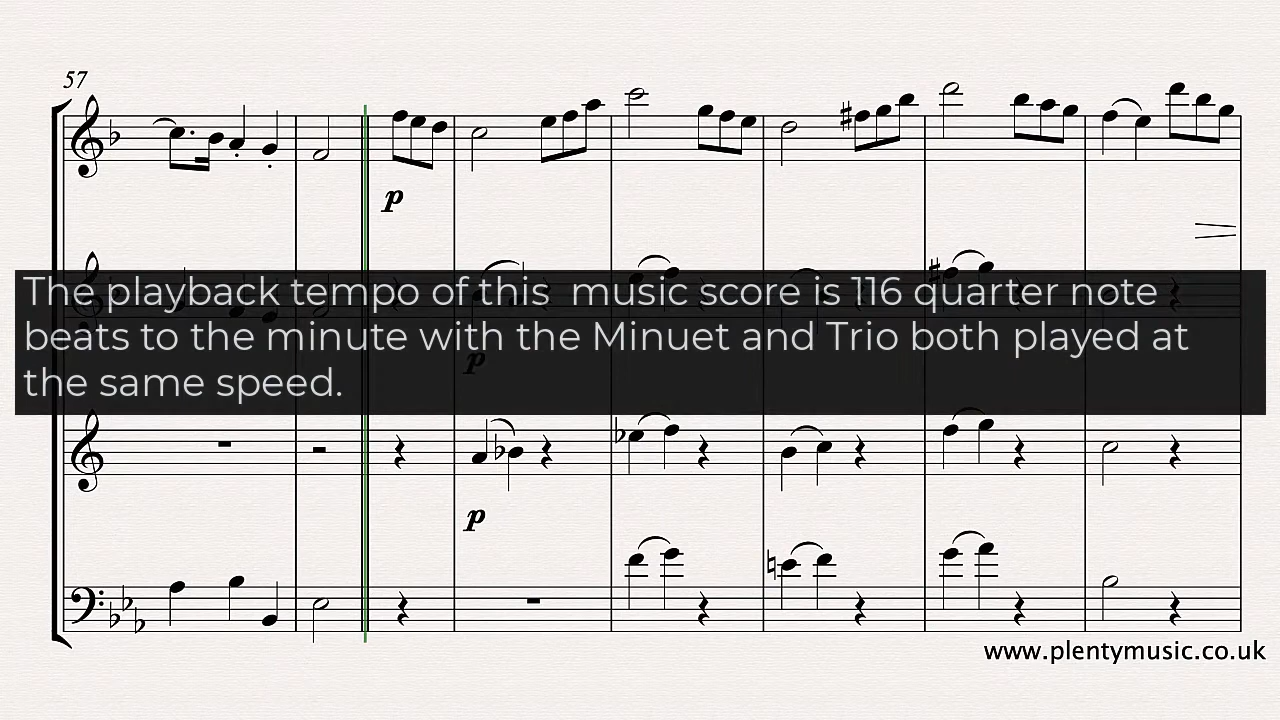 57
p
The playback tempo of this music score is 116 quarter note
beats to the minute with the Minuet and Trio both played at
p
the same speed.
p
www.plentymusic.co.uk